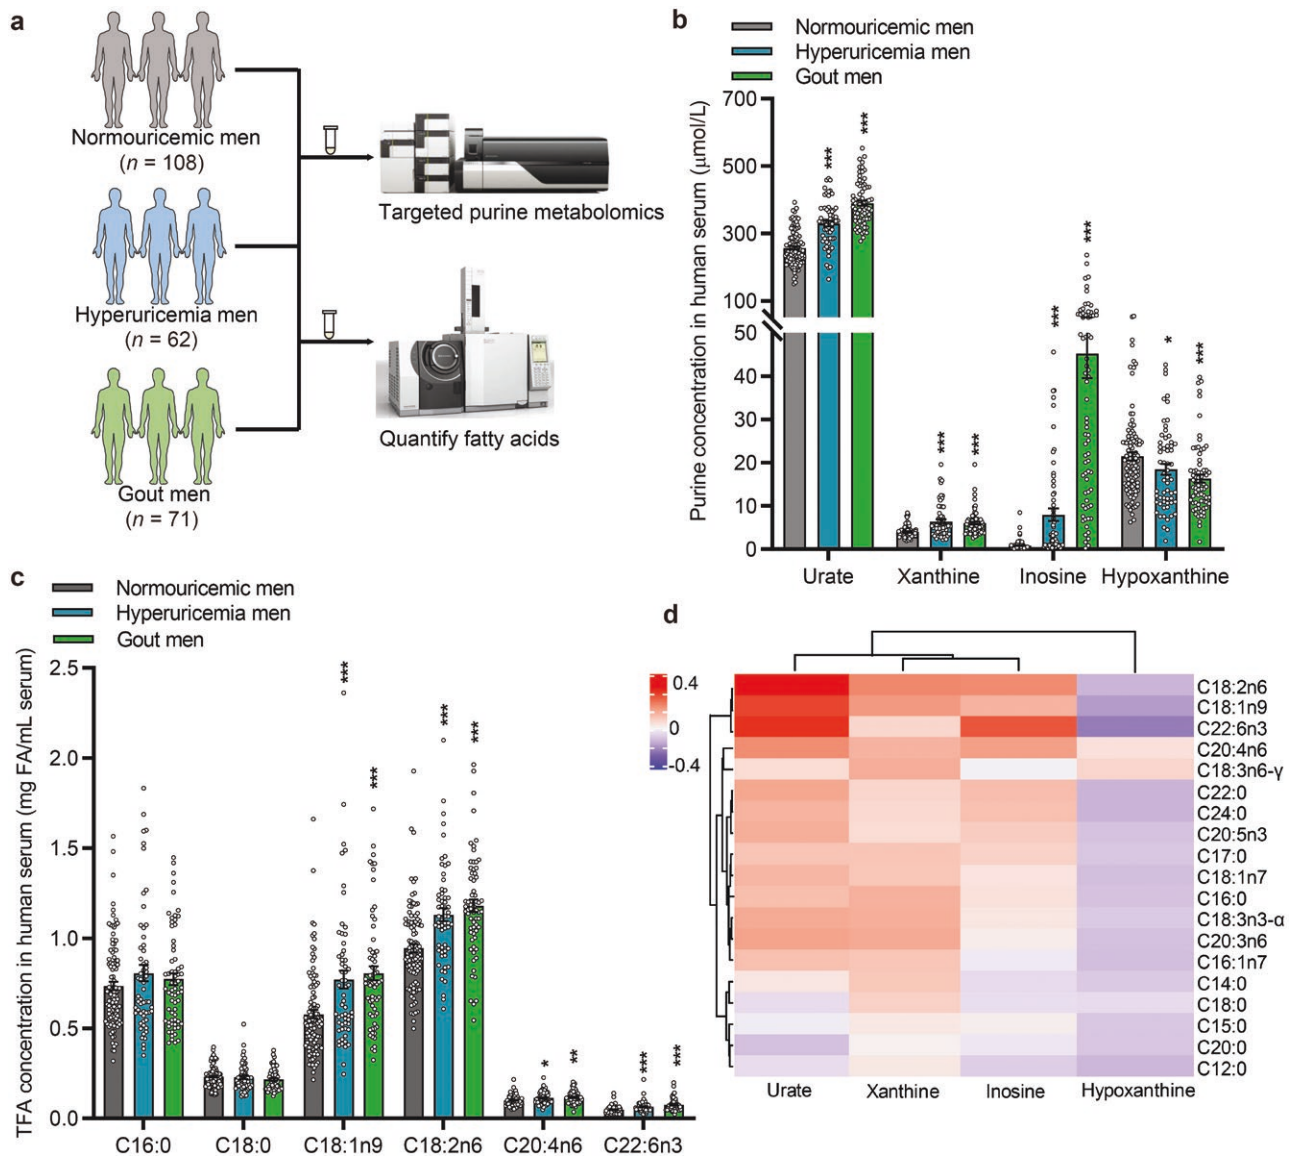 a
Normouricemic men
(n = 108)
Hyperuricemia men
(n = 62)
Gout men
(n = 71)
Targeted purine metabolomics
Quantify fatty acids
b
Normouricemic men
Hyperuricemia men
Gout men
Purine concentration in human serum (μmol/L)
700
500
300
100
50
40
30
20
10
0
***
***
***
***
***
***
*
***
Urate
Xanthine
Inosine
Hypoxanthine
c
Normouricemic men
Hyperuricemia men
Gout men
TFA concentration in human serum (mg FA/mL serum)
2.5
2.0
1.5
1.0
0.5
0.0
***
***
***
***
*
**
***
***
C16:0
C18:0
C18:1n9
C18:2n6
C20:4n6
C22:6n3
d
0.4
0
-0.4
C18:2n6
C18:1n9
C22:6n3
C20:4n6
C18:3n6-γ
C22:0
C24:0
C20:5n3
C17:0
C18:1n7
C16:0
C18:3n3-α
C20:3n6
C16:1n7
C14:0
C18:0
C15:0
C20:0
C12:0
Urate
Xanthine
Inosine
Hypoxanthine